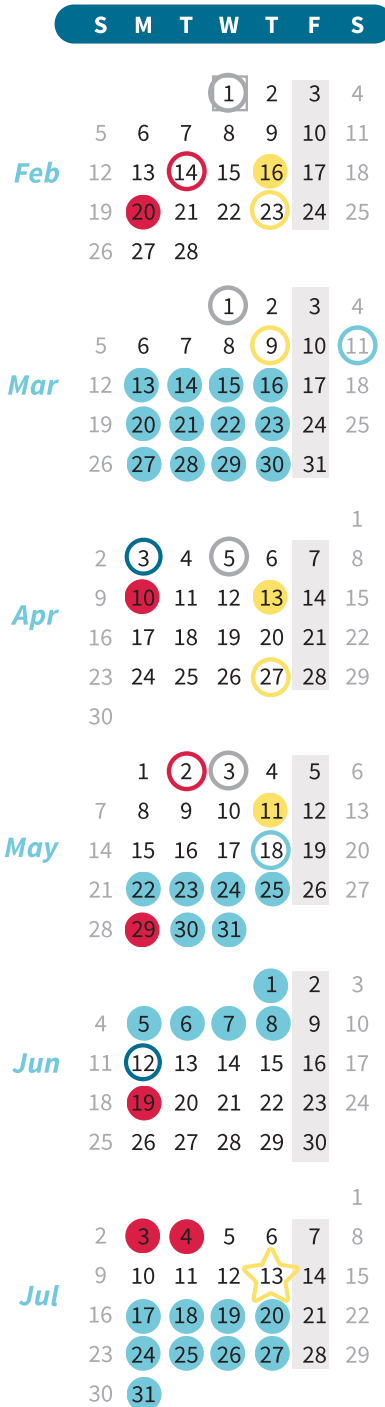 S M T W T F S
1 2 3 4
5 6 7 8 9 10 11
Feb 12 13 14 15 16 17 18
19 20 21 22 23 24 25
26 27 28
1 2 3 4
5 6 7 8 9 10 11
Mar 12 13 14 15 16 17 18
19 20 21 22 23 24 25
26 27 28 29 30 31
1
2 3 4 5 6 7 8
Apr 9 10 11 12 13 14 15
16 17 18 19 20 21 22
23 24 25 26 27 28 29
30
1 2 3 4 5 6
7 8 9 10 11 12 13
May 14 15 16 17 18 19 20
21 22 23 24 25 26 27
28 29 30 31
1 2 3
4 5 6 7 8 9 10
Jun 11 12 13 14 15 16 17
18 19 20 21 22 23 24
25 26 27 28 29 30
1
2 3 4 5 6 7 8
9 10 11 12 13 14 15
Jul 16 17 18 19 20 21 22
23 24 25 26 27 28 29
30 31